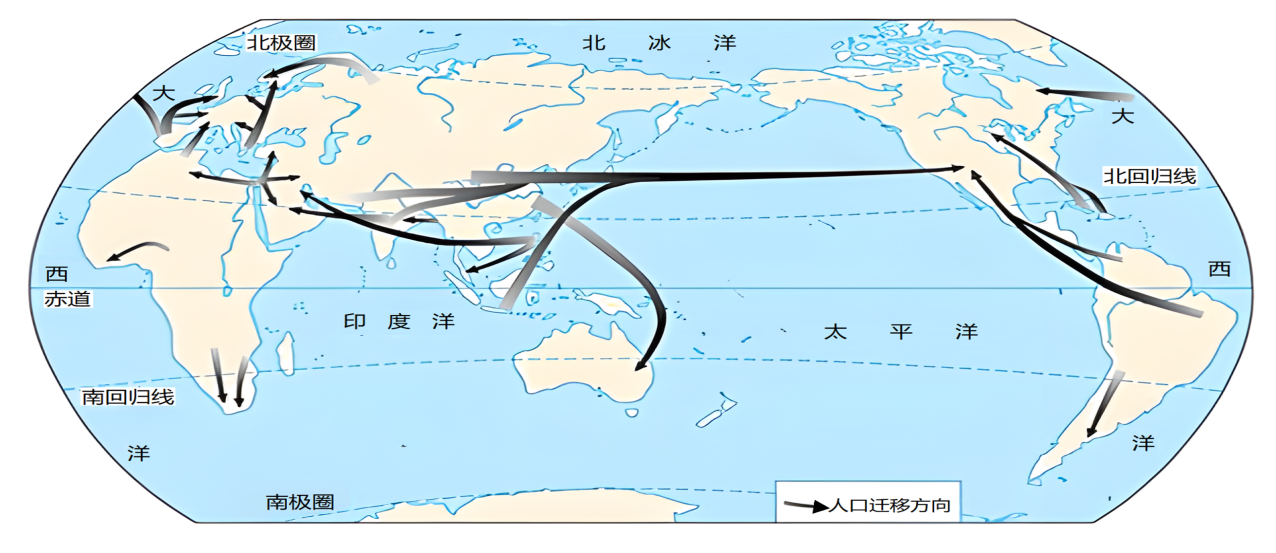 北极圈
北冰洋
大
大
北回归线
西
西
赤道
印度洋
太平洋
南回归线
洋
洋
南极圈
人口迁移方向